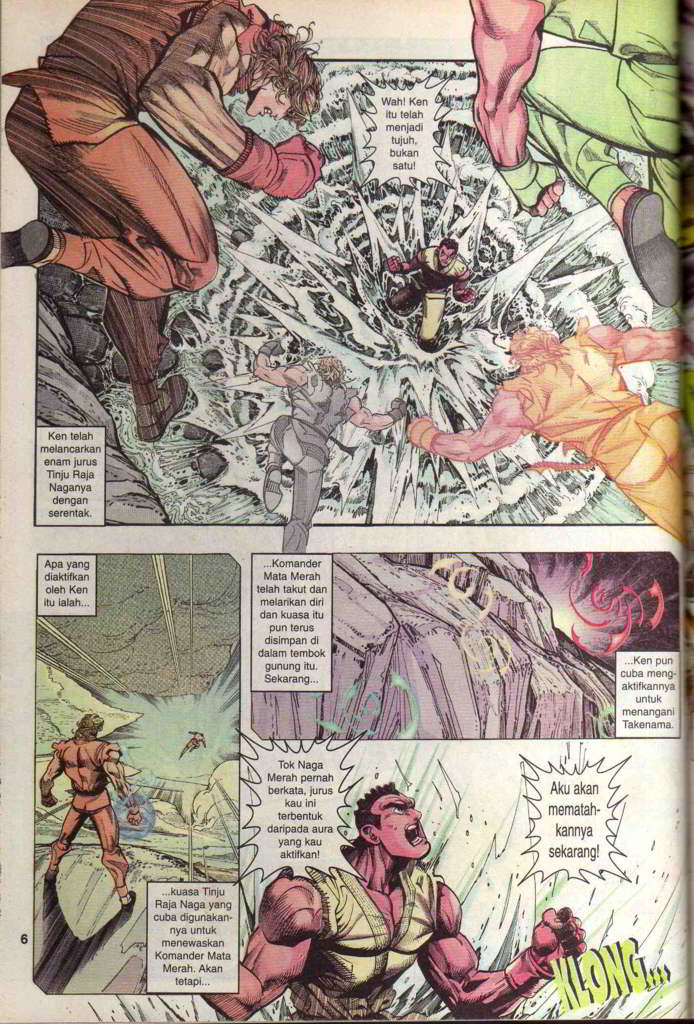 Wah! Ken
itu telah
menjadi
tujuh,
bukan
satu!
Ken telah
melancarkan
enam jurus
Tinju Raja
Naganya
dengan
serentak.
Apa yang
diaktifkan
oleh Ken
itu ialah...
...kuasa Tinju
Raja Naga yang
cuba digunakan-
nya untuk
menewaskan
Komander Mata
Merah. Akan
tetapi...
...Komander
Mata Merah
telah takut dan
melarikan diri
dan kuasa itu
pun terus
disimpan di
dalam tembok
gunung itu.
Sekarang...
...Ken pun
cuba meng-
aktifkannya
untuk
menangani
Takenama.
Tok Naga
Merah pernah
berkata, jurus
kau ini
terbentuk
daripada aura
yang kau
aktifkan!
Aku akan
mematah-
kannya
sekarang!
KLONG....
6